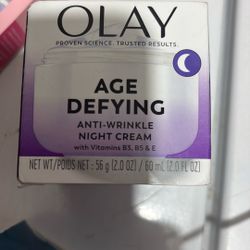 OLAY
PROVEN SCIENCE. TRUSTED RESULTS.
AGE
DEFYING
ANTI-WRINKLE
NIGHT CREAM
with Vitamins B3, B5 & E
NET WT/POIDS NET : 56 g (2.0 OZ) / 60 mL (2.0 FL OZ)